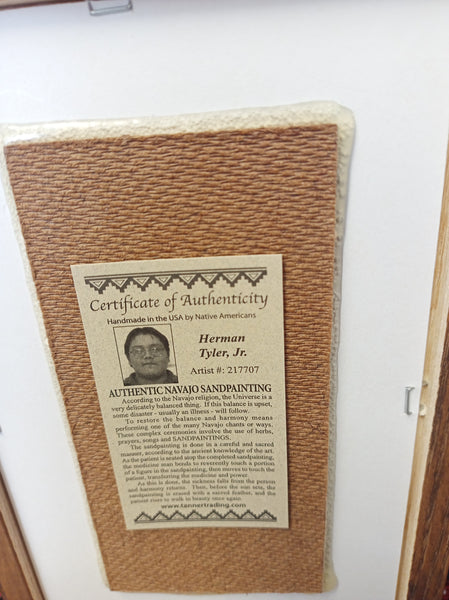 Certificate of Authenticity
Handmade in the USA by Native Americans
Herman
Tyler, Jr.
Artist #: 217707
AUTHENTIC NAVAJO SANDPAINTING
According to the Navajo religion, the Universe is a
very delicately balanced thing. If this balance is upset,
some disaster - usually an illness - will follow.
To restore the balance and harmony means
performing one of the many Navajo chants or ways.
These complex ceremonies involve the use of herbs,
prayers, songs and SANDPAINTINGS.
The sandpainting is done in a careful and sacred
manner, according to the ancient knowledge of the art.
As the patient is seated atop the completed sandpainting,
the medicine man bends to reverently touch a portion
of a figure in the sandpainting, then moves to touch the
patient, transferring the medicine and power.
As this is done, the sickness falls from the person
and harmony returns. Then, before the sun sets, the
sandpainting is erased with a sacred feather, and the
patient rises to walk in beauty once again.
www.tannertrading.com